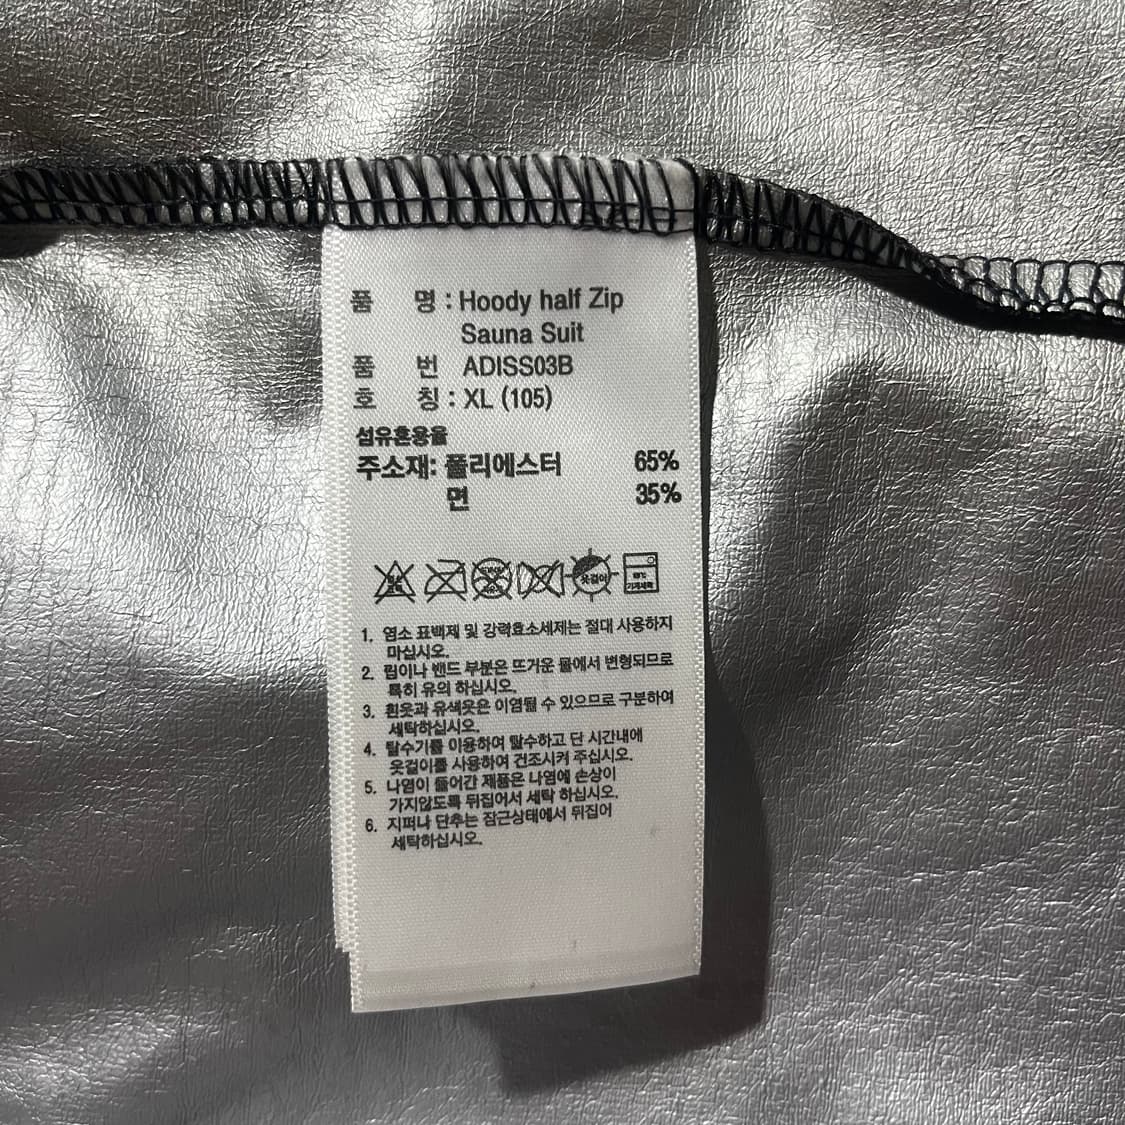 품 명 : Hoody half Zip
Sauna Suit
품 번 ADISS03B
호 칭 : XL (105)
섬유혼용율
주소재: 폴리에스터 65%
면 35%
옷걸이
1. 염소 표백제 및 강력효소세제는 절대 사용하지
마십시오.
2. 립이나 밴드 부분은 뜨거운 물에서 변형되므로
특히 유의 하십시오.
3. 흰옷과 유색옷은 이염될 수 있으므로 구분하여
세탁하십시오.
4. 탈수기를 이용하여 탈수하고 단 시간내에
옷걸이를 사용하여 건조시켜 주십시오.
5. 나염이 들어간 제품은 나염에 손상이
가지않도록 뒤집어서 세탁 하십시오.
6. 지퍼나 단추는 잠근상태에서 뒤집어
세탁하십시오.